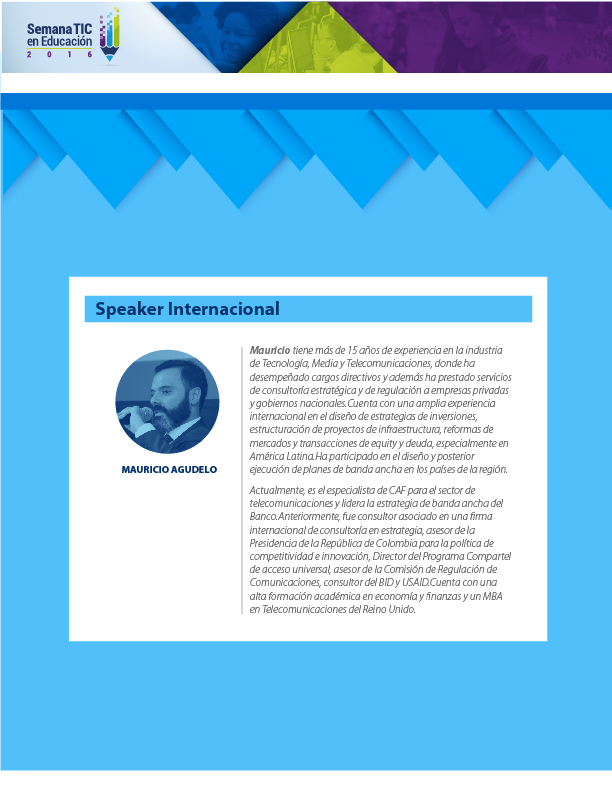 Semana TIC
en Educación
2 0 1 6
Speaker Internacional
Mauricio tiene más de 15 años de experiencia en la industria
de Tecnología, Media y Telecomunicaciones, donde ha
desempeñado cargos directivos y además ha prestado servicios
de consultoría estratégica y de regulación a empresas privadas
y gobiernos nacionales.Cuenta con una amplia experiencia
internacional en el diseño de estrategias de inversiones,
estructuración de proyectos de infraestructura, reformas de
mercados y transacciones de equity y deuda, especialmente en
América Latina.Ha participado en el diseño y posterior
ejecución de planes de banda ancha en los países de la región.
MAURICIO AGUDELO
Actualmente, es el especialista de CAF para el sector de
telecomunicaciones y lidera la estrategia de banda ancha del
Banco.Anteriormente, fue consultor asociado en una firma
internacional de consultoría en estrategia, asesor de la
Presidencia de la República de Colombia para la política de
competitividad e innovación, Director del Programa Compartel
de acceso universal, asesor de la Comisión de Regulación de
Comunicaciones, consultor del BID y USAID.Cuenta con una
alta formación académica en economía y finanzas y un MBA
en Telecomunicaciones del Reino Unido.